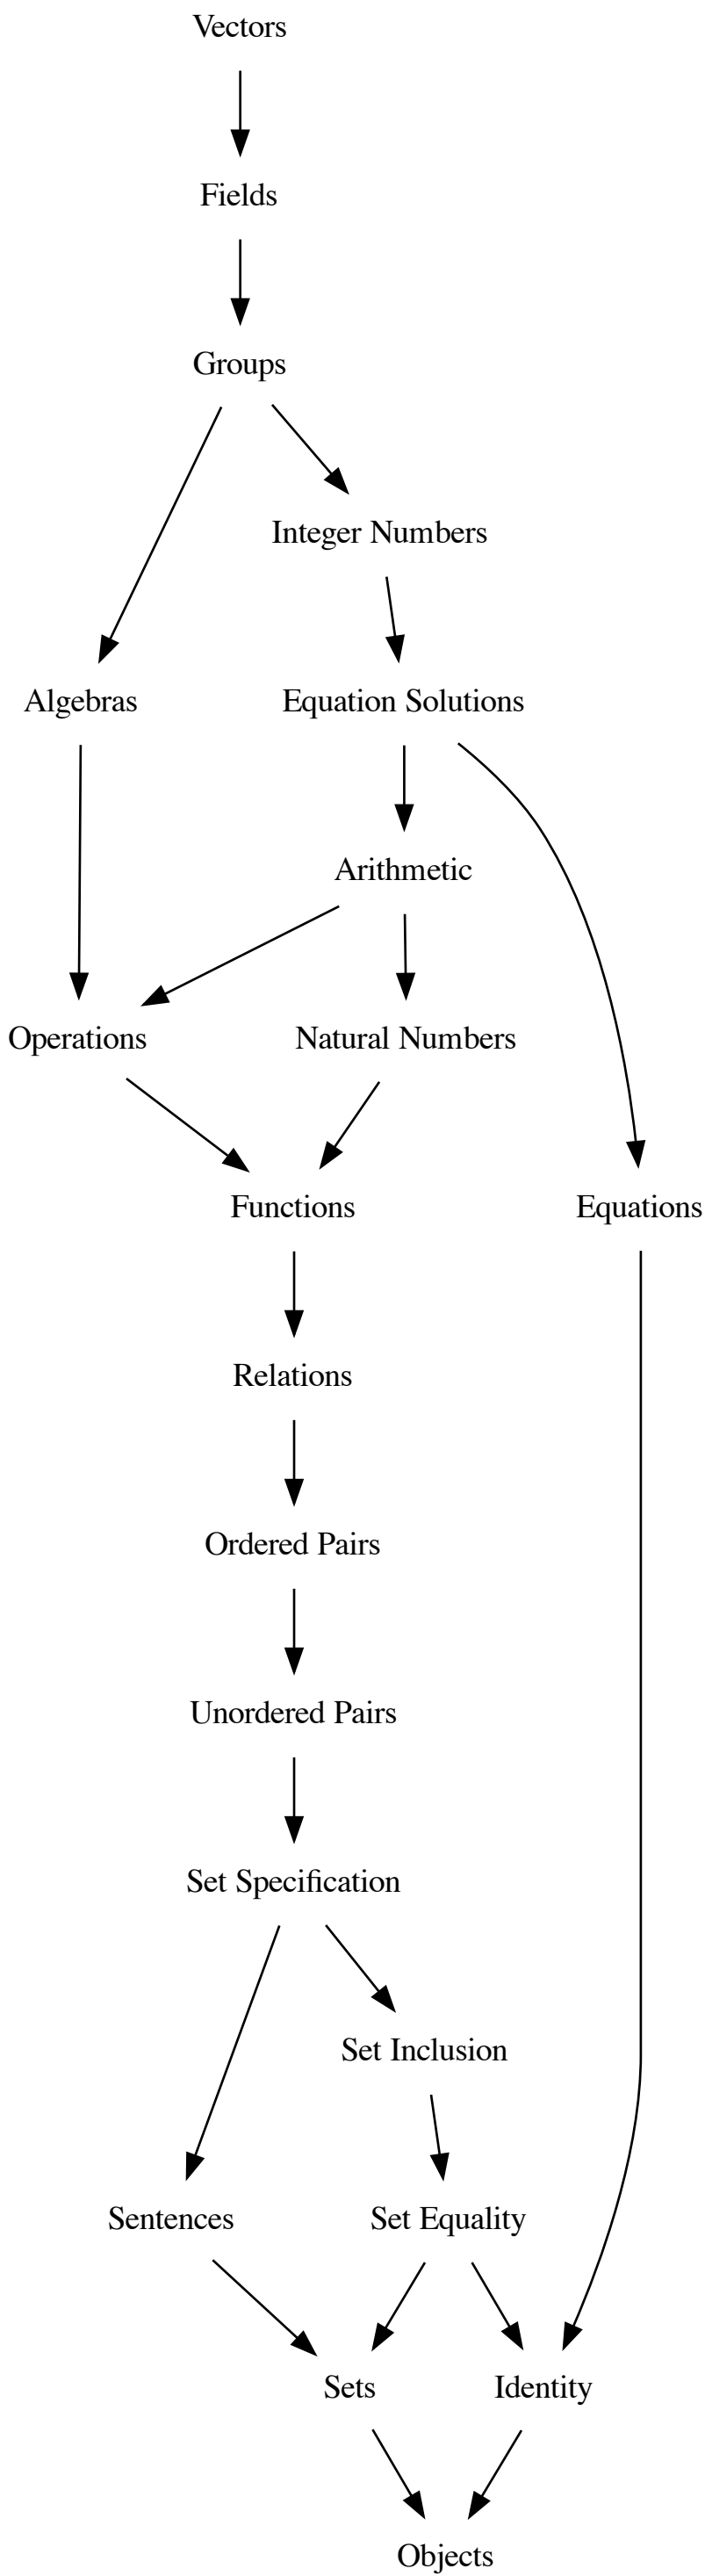 Vectors
Fields
Groups
Integer Numbers
Algebras
Equation Solutions
Arithmetic
Operations
Natural Numbers
Functions
Equations
Relations
Ordered Pairs
Unordered Pairs
Set Specification
Set Inclusion
Sentences
Set Equality
Sets
Identity
Objects